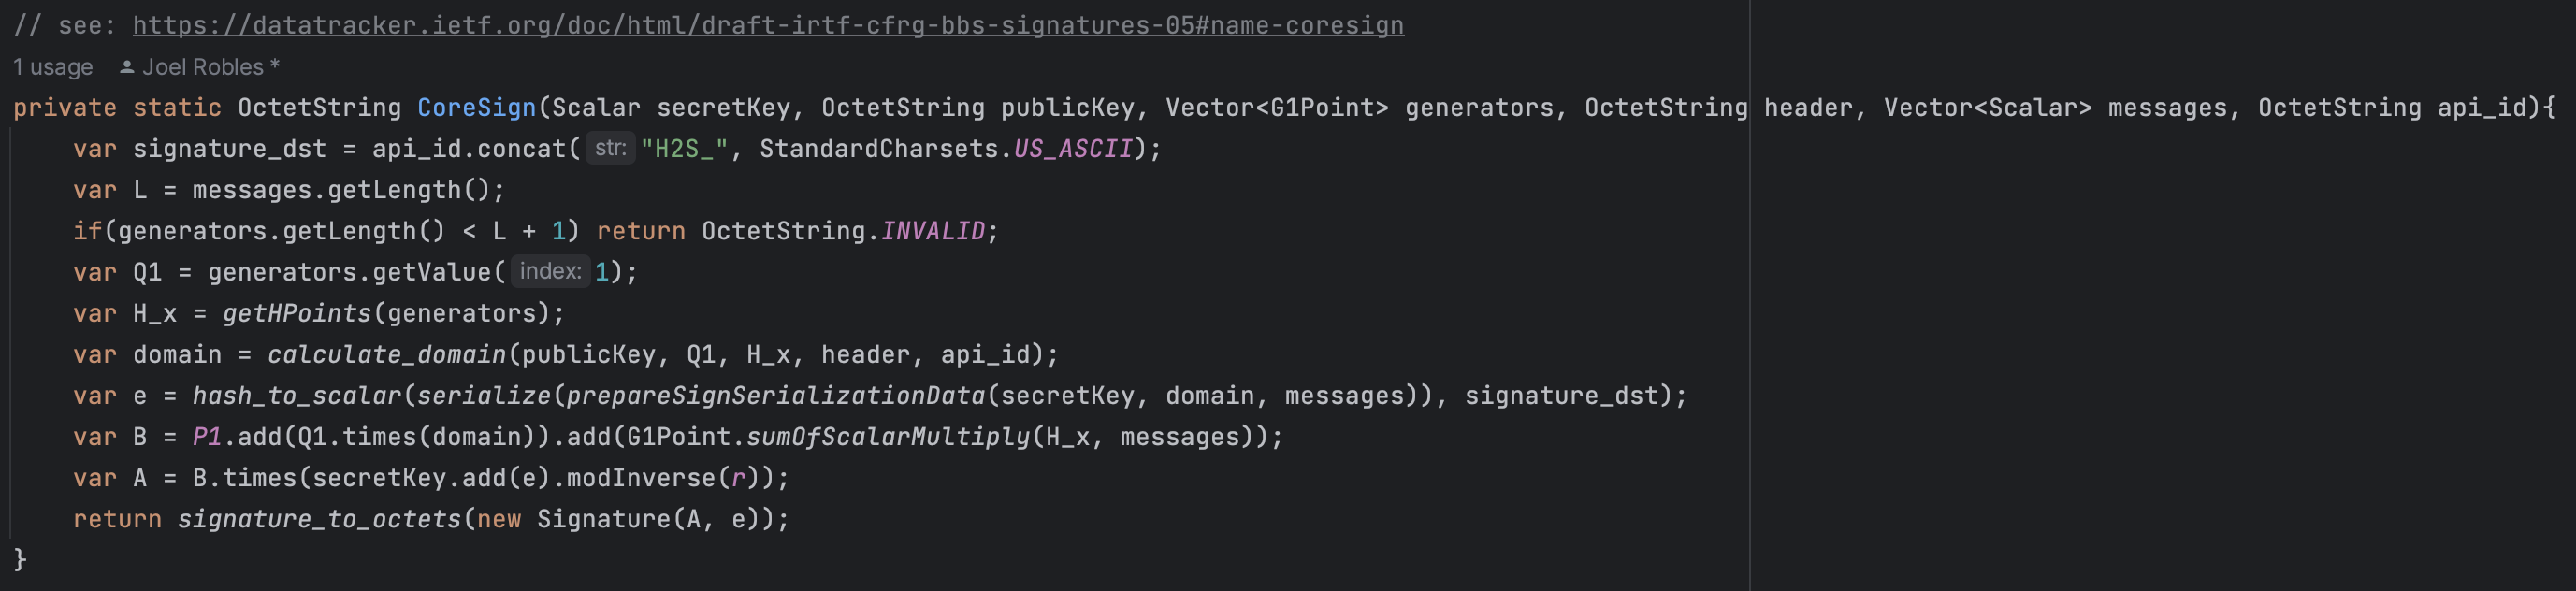 // see: https://datatracker.ietf.org/doc/html/draft-irtf-cfrg-bbs-signatures-05#name-coresign
1 usage Joel Robles *
private static OctetString CoreSign(Scalar secretKey, OctetString publicKey, Vector<G1Point> generators, OctetString header, Vector<Scalar> messages, OctetString api_id){
    var signature_dst = api_id.concat( str: "H2S_", StandardCharsets.US_ASCII);
    var L = messages.getLength();
    if(generators.getLength() < L + 1) return OctetString.INVALID;
    var Q1 = generators.getValue( index: 1);
    var H_x = getHPoints(generators);
    var domain = calculate_domain(publicKey, Q1, H_x, header, api_id);
    var e = hash_to_scalar(serialize(prepareSignSerializationData(secretKey, domain, messages)), signature_dst);
    var B = P1.add(Q1.times(domain)).add(G1Point.sumOfScalarMultiply(H_x, messages));
    var A = B.times(secretKey.add(e).modInverse(r));
    return signature_to_octets(new Signature(A, e));
}